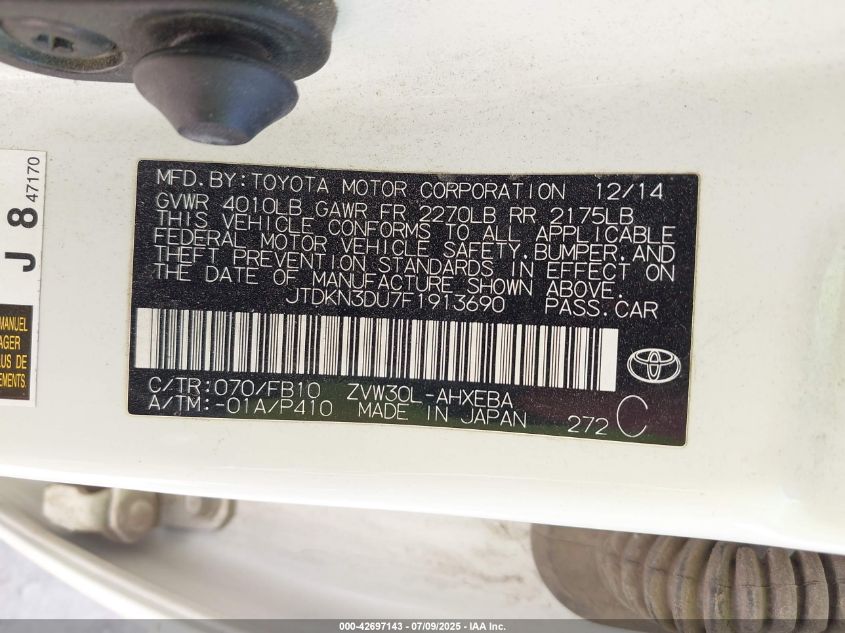 MFD.BY:TOYOTA MOTOR CORPORATION 12/14
GVWR 4010LB GAWR FR 2270LB RR 2175LB
THIS VEHICLE CONFORMS TO ALL APPLICABLE
FEDERAL MOTOR VEHICLE SAFETY,BUMPER,AND
THEFT PREVENTION STANDARDS IN EFFECT ON
THE DATE OF MANUFACTURE SHOWN ABOVE.
JTDKN3DU7F1913690 PASS.CAR
C/TR:070/FB10 ZVW30L-AHXEBA
A/TM:-01A/P410 MADE IN JAPAN 272 C
J 8 47170
MANUEL
AGER
LUS DE
EMENTS.
000-42697143 - 07/09/2025 - IAA Inc.